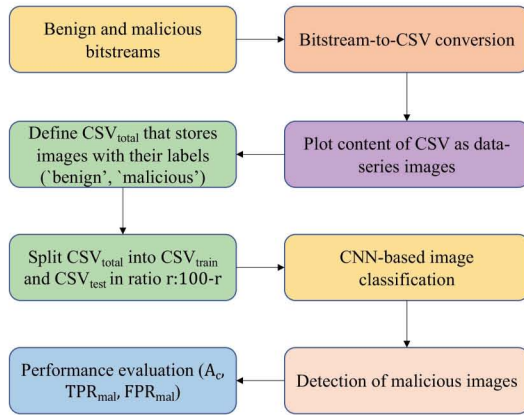 Benign and malicious
bitstreams
Bitstream-to-CSV conversion
Plot content of CSV as data-
series images
Define CSVtotal that stores
images with their labels
(`benign', `malicious')
Split CSVtotal into CSVtrain
and CSVtest in ratio r:100-r
CNN-based image
classification
Detection of malicious images
Performance evaluation (Ac,
TPRmal, FPRmal)